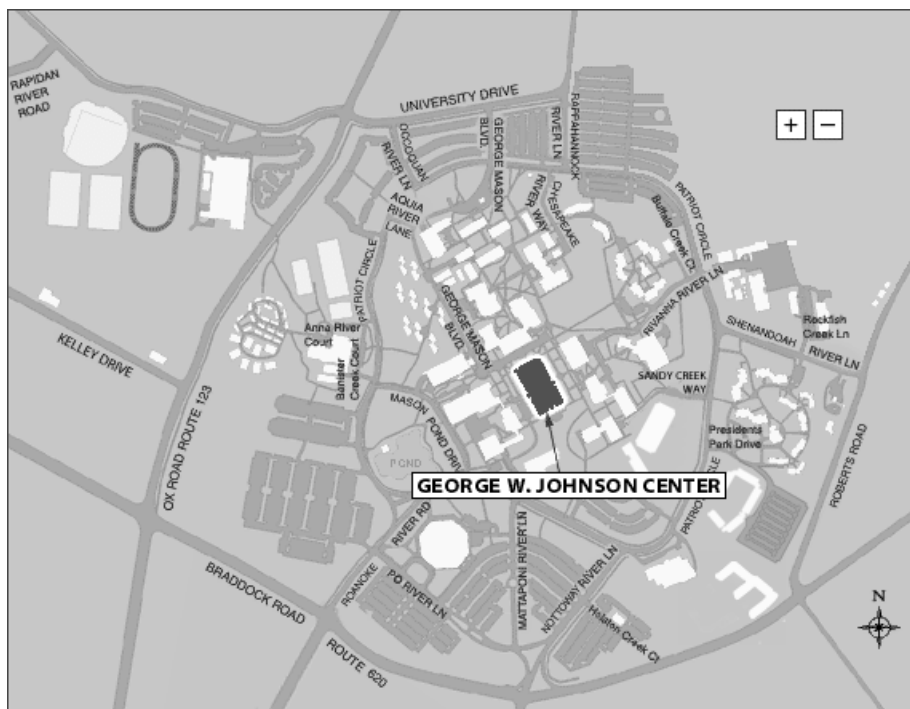 RAPIDAN
RIVER
ROAD
UNIVERSITY DRIVE
OCCOQUAN
RIVER LN
GEORGE MASON
BLVD.
RIVER LN
RAPPAHANNOCK
+ −
AQUIA
RIVER
LANE
RIVER WAY
CHESAPEAKE
Buffalo Creek Ct.
PATRIOT CIRCLE
PATRIOT CIRCLE
GEORGE MASON
BLVD.
RIVANNA RIVER LN
SHENANDOAH
RIVER LN
Rockfish
Creek Ln
KELLEY DRIVE
Anna River
Court
Banister
Creek Court
SANDY CREEK
WAY
OX ROAD ROUTE 123
MASON
POND DRIVE
POND
Presidents
Park Drive
GEORGE W. JOHNSON CENTER
PATRIOT CIRCLE
ROBERTS ROAD
ROANOKE
RIVER RD
PO RIVER LN
MATTAPONI RIVER LN
NOTTOWAY RIVER LN
Holston Creek Ct
BRADDOCK ROAD
ROUTE 620
N